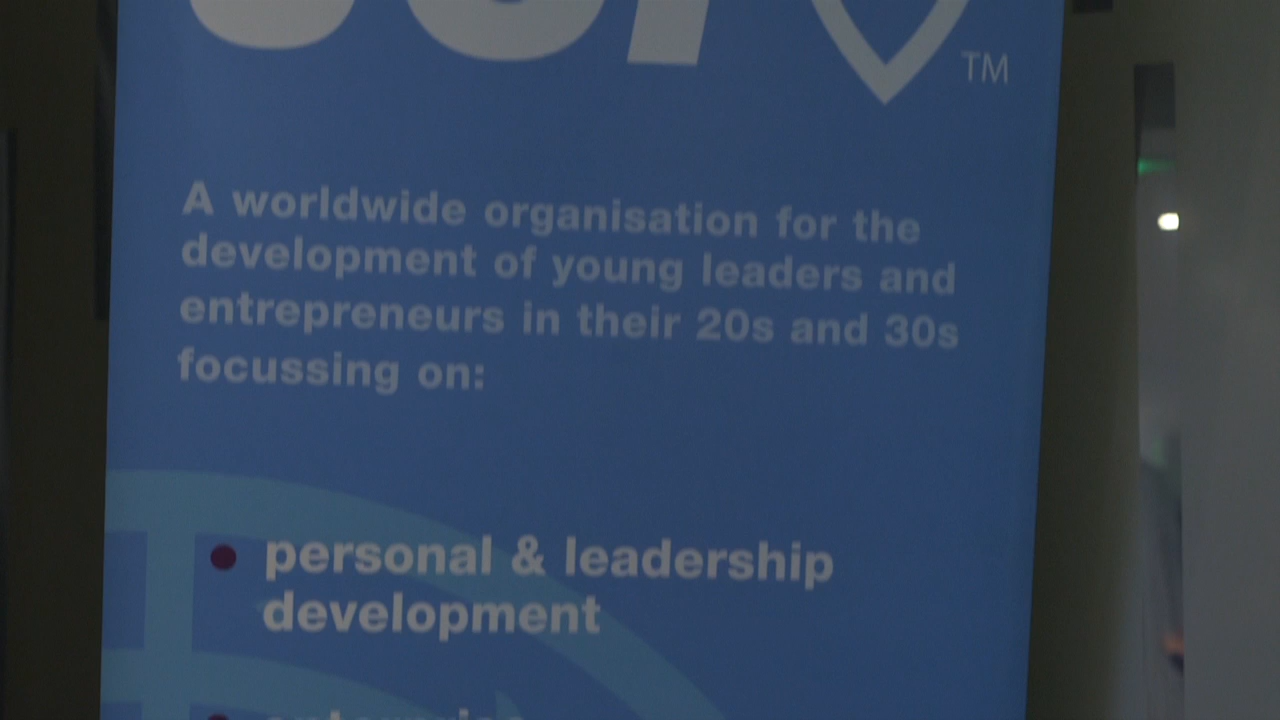 TM
A worldwide organisation for the
development of young leaders and
entrepreneurs in their 20s and 30s
focussing on:
personal & leadership
development